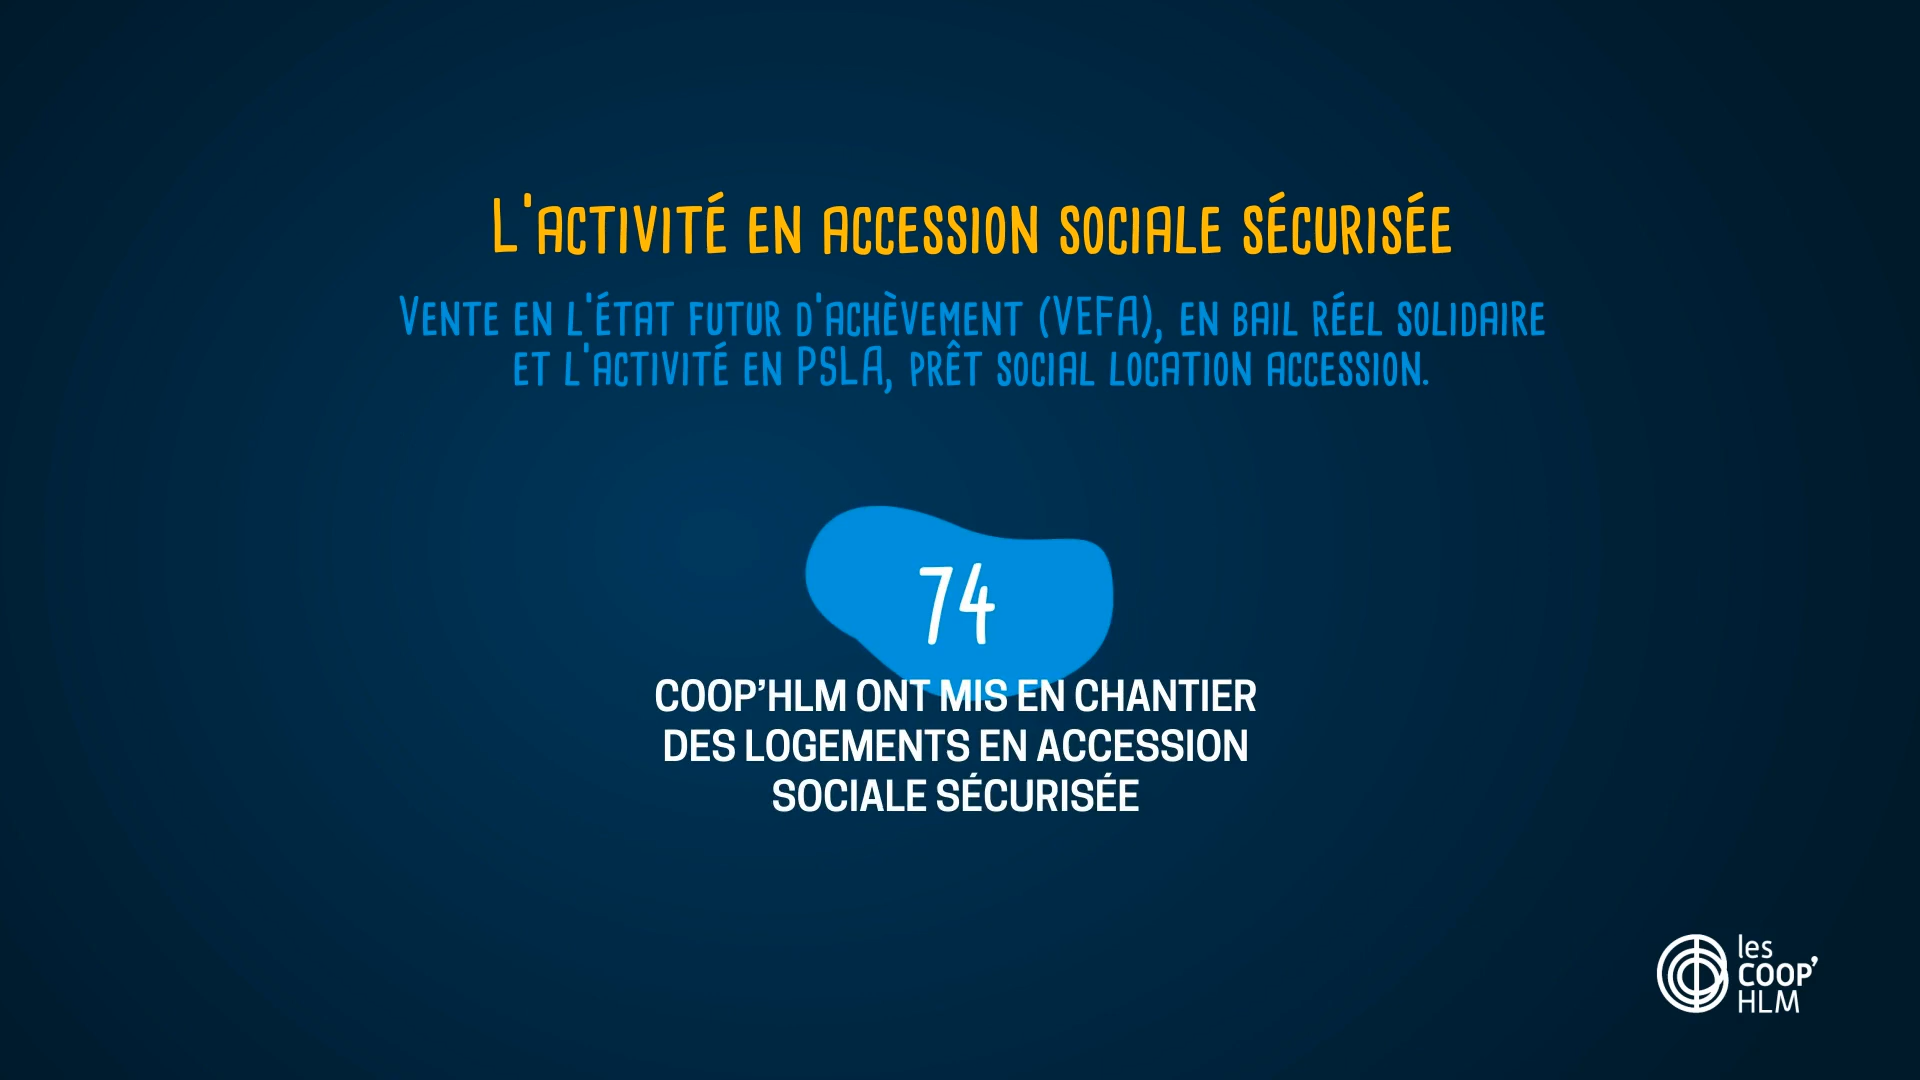 L'activité en accession sociale sécurisée
Vente en l'état futur d'achèvement (VEFA), en bail réel solidaire
et l'activité en PSLA, prêt social location accession.
74
COOP’HLM ONT MIS EN CHANTIER
DES LOGEMENTS EN ACCESSION
SOCIALE SÉCURISÉE
les
COOP’
HLM